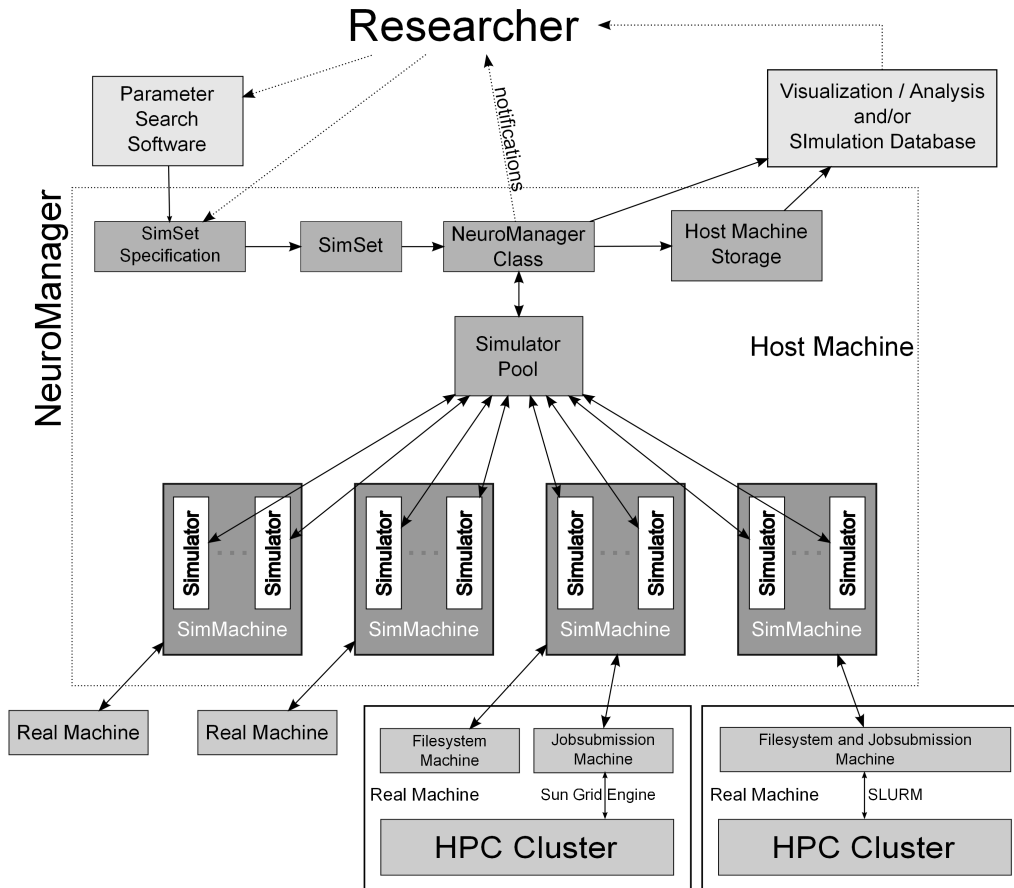 Researcher
Parameter
Search
Software
notifications
Visualization / Analysis
and/or
SImulation Database
NeuroManager
SimSet
Specification
SimSet
NeuroManager
Class
Host Machine
Storage
Simulator
Pool
Host Machine
Simulator
Simulator
SimMachine
Simulator
Simulator
SimMachine
Simulator
Simulator
SimMachine
Simulator
Simulator
SimMachine
Real Machine
Real Machine
Filesystem
Machine
Jobsubmission
Machine
Real Machine
Sun Grid Engine
HPC Cluster
Filesystem and Jobsubmission
Machine
Real Machine
SLURM
HPC Cluster